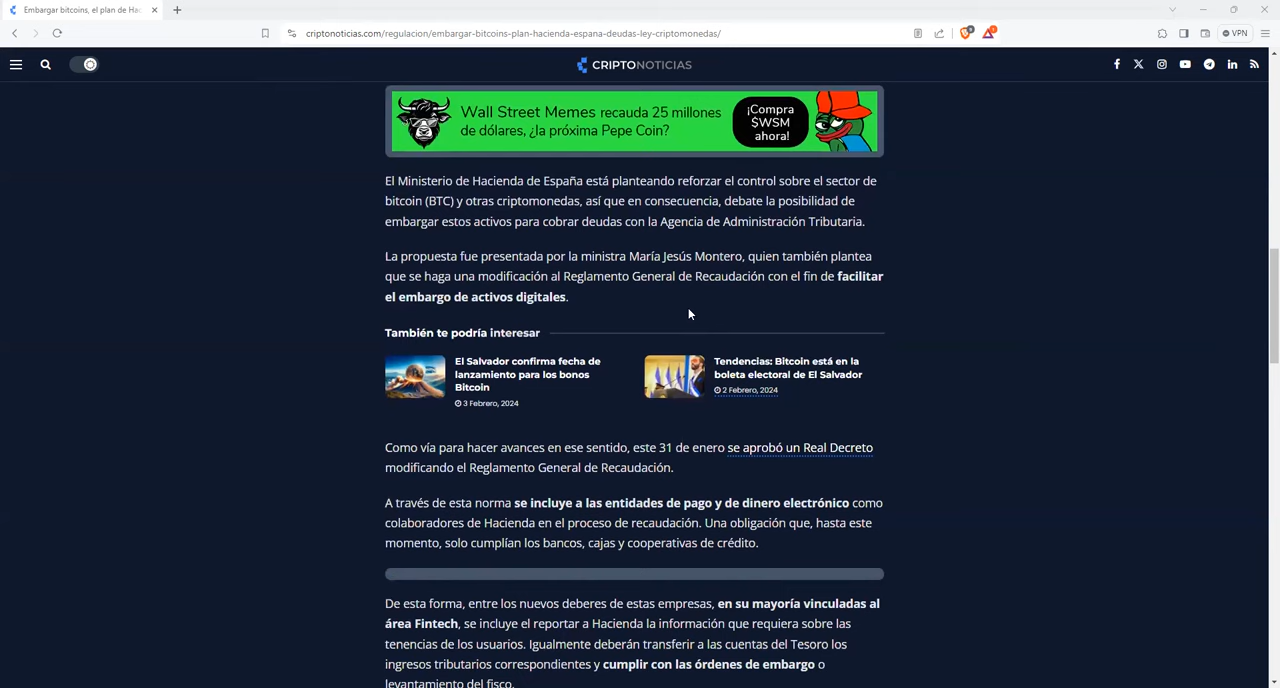 Embargar bitcoins, el plan de Hac
criptonoticias.com/regulacion/embargar-bitcoins-plan-hacienda-espana-deudas-ley-criptomonedas/
VPN
CRIPTONOTICIAS
Wall Street Memes recauda 25 millones
de dólares, ¿la próxima Pepe Coin?
¡Compra
$WSM
ahora!
El Ministerio de Hacienda de España está planteando reforzar el control sobre el sector de
bitcoin (BTC) y otras criptomonedas, así que en consecuencia, debate la posibilidad de
embargar estos activos para cobrar deudas con la Agencia de Administración Tributaria.
La propuesta fue presentada por la ministra María Jesús Montero, quien también plantea
que se haga una modificación al Reglamento General de Recaudación con el fin de facilitar
el embargo de activos digitales.
También te podría interesar
El Salvador confirma fecha de
lanzamiento para los bonos
Bitcoin
3 Febrero, 2024
Tendencias: Bitcoin está en la
boleta electoral de El Salvador
2 Febrero, 2024
Como vía para hacer avances en ese sentido, este 31 de enero se aprobó un Real Decreto
modificando el Reglamento General de Recaudación.
A través de esta norma se incluye a las entidades de pago y de dinero electrónico como
colaboradores de Hacienda en el proceso de recaudación. Una obligación que, hasta este
momento, solo cumplían los bancos, cajas y cooperativas de crédito.
De esta forma, entre los nuevos deberes de estas empresas, en su mayoría vinculadas al
área Fintech, se incluye el reportar a Hacienda la información que requiera sobre las
tenencias de los usuarios. Igualmente deberán transferir a las cuentas del Tesoro los
ingresos tributarios correspondientes y cumplir con las órdenes de embargo o
levantamiento del fisco.